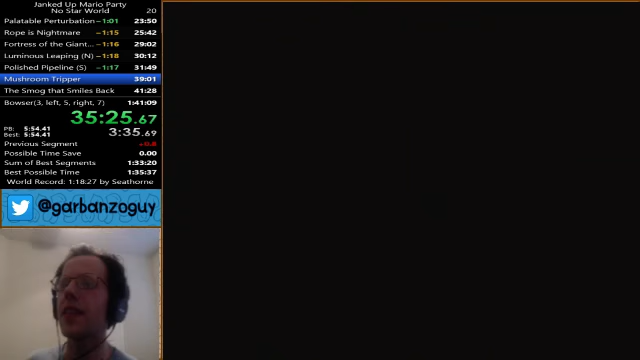 Janked Up Mario Party
No Star World 20
Palatable Perturbation -1:01 23:50
Rope is Nightmare -1:15 25:42
Fortress of the Giant... -1:16 29:02
Luminous Leaping (N) -1:18 30:12
Polished Pipeline (S) -1:17 31:49
Mushroom Tripper 39:01
The Smog that Smiles Back 41:28
Bowser(3, left, 5, right, 7) 1:41:09
35:25.67
PB: 5:54.41
Best: 5:54.41
3:35.69
Previous Segment +0.8
Possible Time Save 0.00
Sum of Best Segments 1:33:20
Best Possible Time 1:35:37
World Record: 1:18:27 by Seathorne
@garbanzoguy